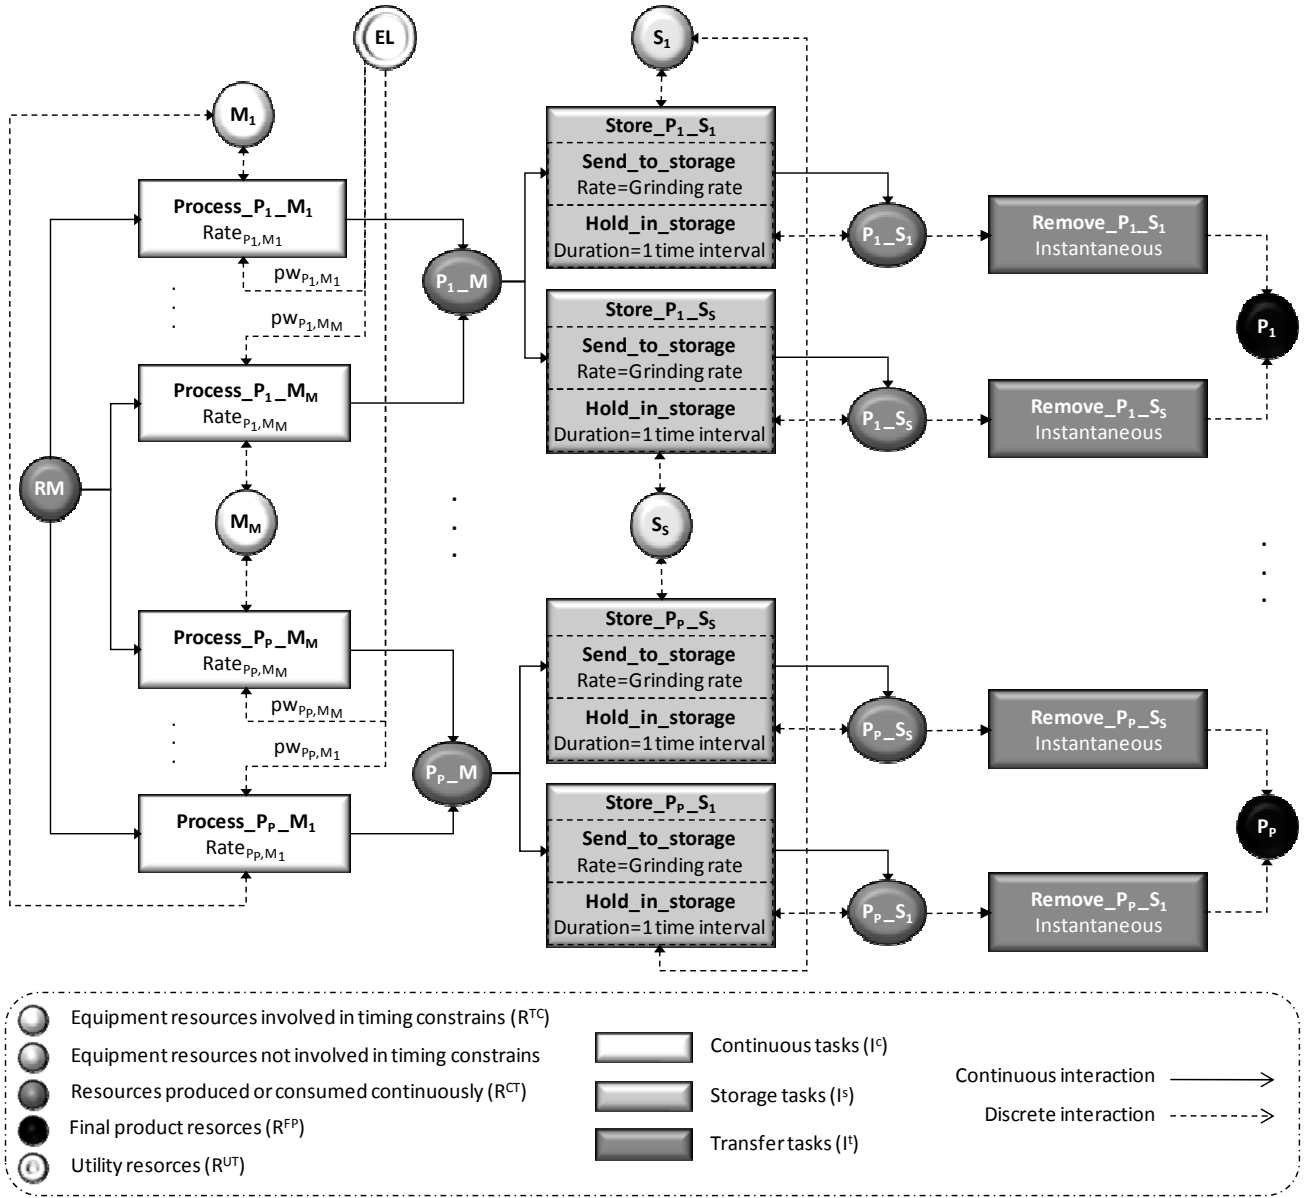 EL
S1
M1
Store_P1_S1
Send_to_storage
Rate=Grinding rate
Hold_in_storage
Duration=1 time interval
Process_P1_M1
RateP1,M1
pwP1,M1
P1_M
P1_S1
Remove_P1_S1
Instantaneous
P1
pwP1,MM
Store_P1_SS
Send_to_storage
Rate=Grinding rate
Hold_in_storage
Duration=1 time interval
Process_P1_MM
RateP1,MM
P1_SS
Remove_P1_SS
Instantaneous
RM
MM
SS
Process_PP_MM
RatePP,MM
pwPP,MM
Store_PP_SS
Send_to_storage
Rate=Grinding rate
Hold_in_storage
Duration=1 time interval
PP_SS
Remove_PP_SS
Instantaneous
pwPP,M1
PP_M
Process_PP_M1
RatePP,M1
Store_PP_S1
Send_to_storage
Rate=Grinding rate
Hold_in_storage
Duration=1 time interval
PP_S1
Remove_PP_S1
Instantaneous
PP
Equipment resources involved in timing constrains (RTC)
Equipment resources not involved in timing constrains
Resources produced or consumed continuously (RCT)
Final product resorces (RFP)
Utility resorces (RUT)
Continuous tasks (Ic)
Storage tasks (Is)
Transfer tasks (It)
Continuous interaction
Discrete interaction